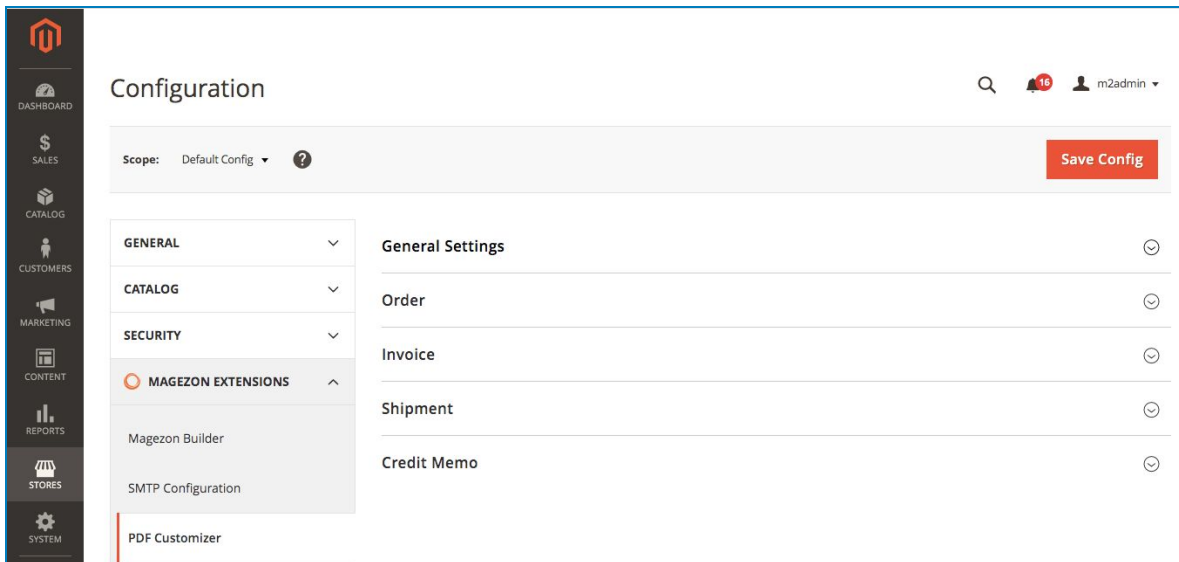 Configuration
16
m2admin
DASHBOARD
SALES
CATALOG
CUSTOMERS
MARKETING
CONTENT
REPORTS
STORES
SYSTEM
Scope: Default Config ?
Save Config
GENERAL
CATALOG
SECURITY
MAGEZON EXTENSIONS
Magezon Builder
SMTP Configuration
PDF Customizer
General Settings
Order
Invoice
Shipment
Credit Memo